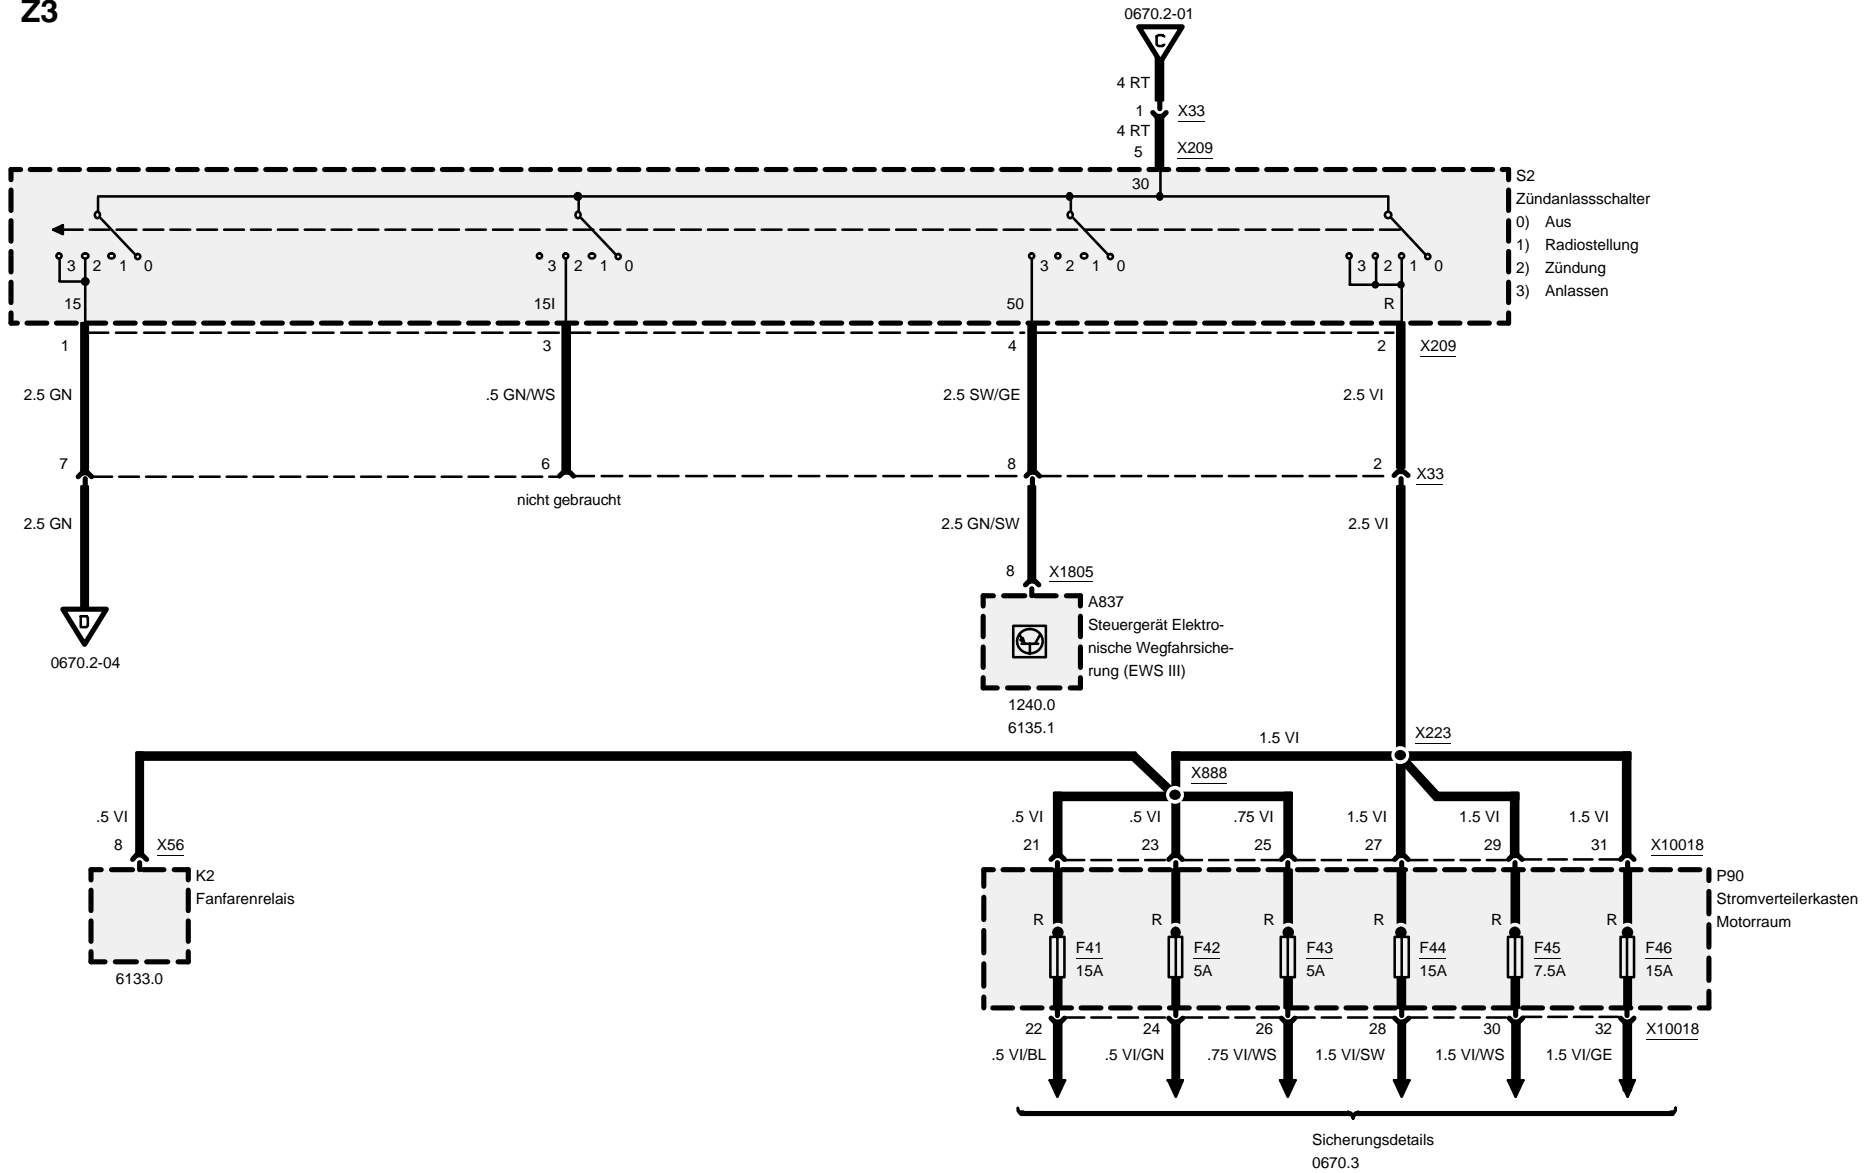 Z3
0670.2-01
C
4 RT
1 X33
4 RT
5 X209
30
S2
Zündanlassschalter
0) Aus
1) Radiostellung
2) Zündung
3) Anlassen
3 2 1 0
3 2 1 0
3 2 1 0
3 2 1 0
15 15I 50 R
1 3 4 2 X209
2.5 GN .5 GN/WS 2.5 SW/GE 2.5 VI
7 6 8 2 X33
nicht gebraucht
2.5 GN 2.5 GN/SW 2.5 VI
8 X1805
D
0670.2-04
A837
Steuergerät Elektro-
nische Wegfahrsiche-
rung (EWS III)
1240.0
6135.1
1.5 VI X223
X888
.5 VI .5 VI .5 VI .75 VI 1.5 VI 1.5 VI 1.5 VI
8 X56 21 23 25 27 29 31 X10018
K2
Fanfarenrelais
6133.0
P90
Stromverteilerkasten
Motorraum
R R R R R R
F41 F42 F43 F44 F45 F46
15A 5A 5A 15A 7.5A 15A
22 24 26 28 30 32 X10018
.5 VI/BL .5 VI/GN .75 VI/WS 1.5 VI/SW 1.5 VI/WS 1.5 VI/GE
Sicherungsdetails
0670.3